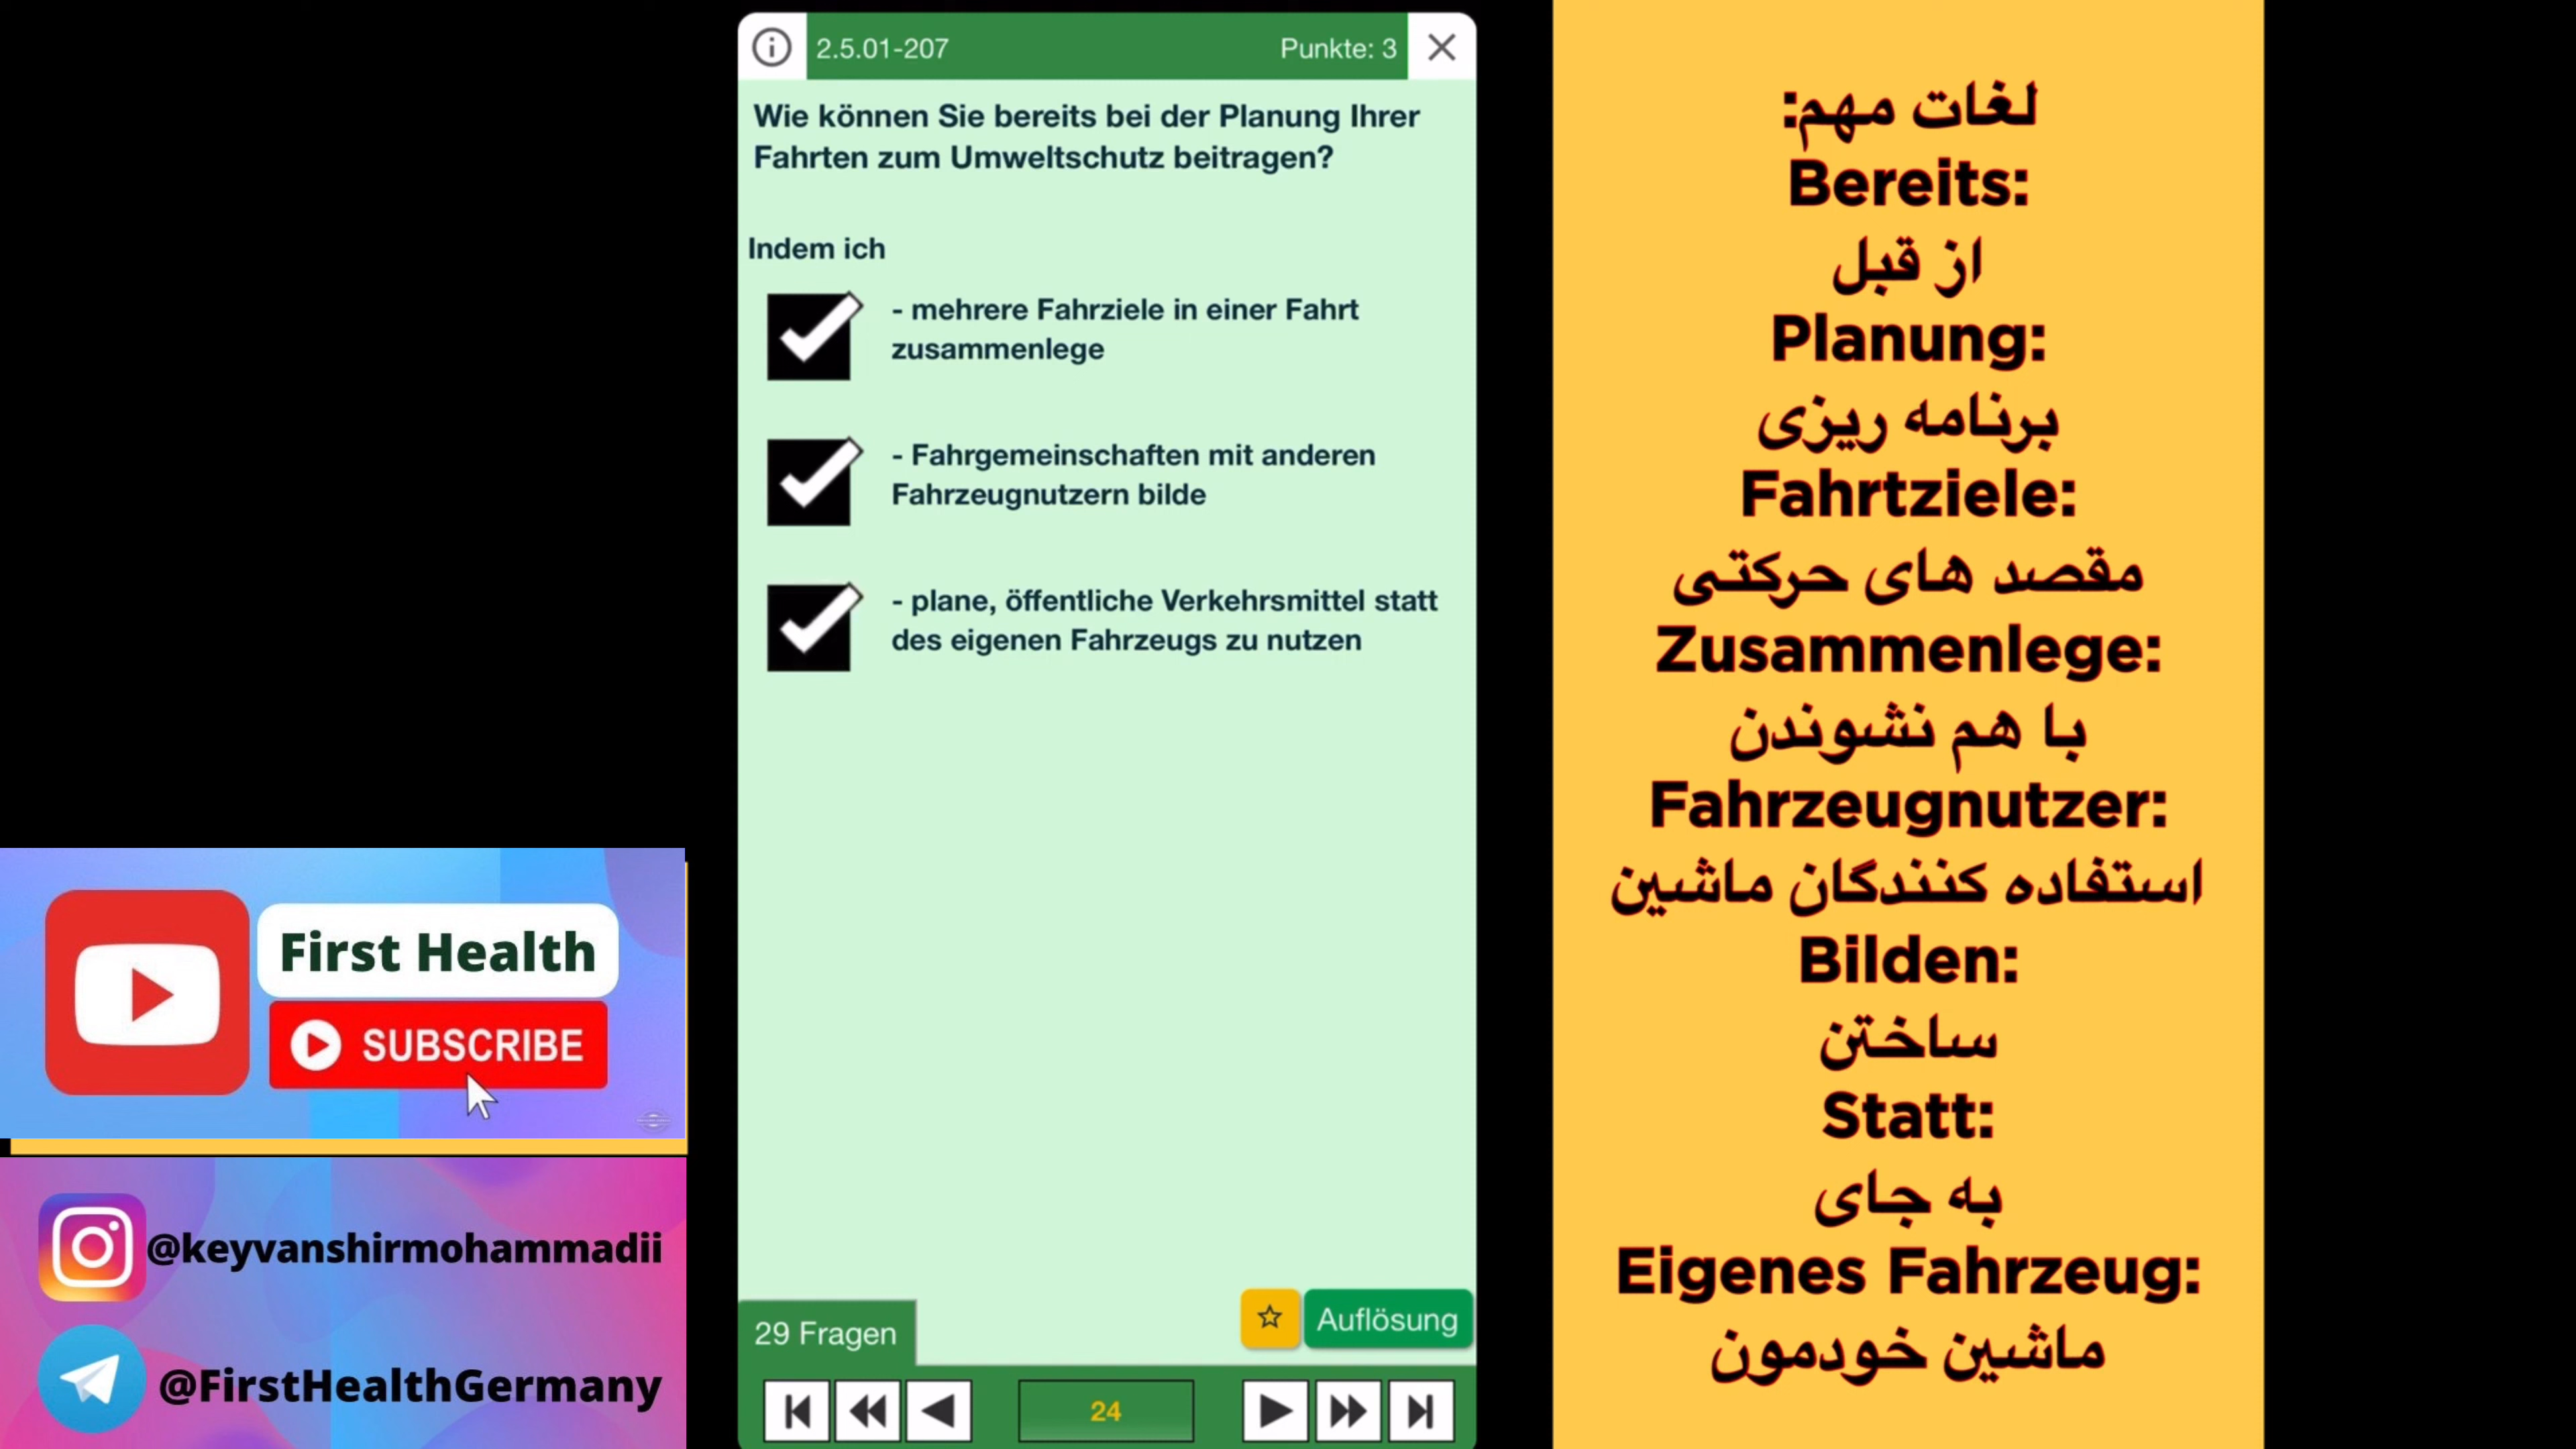 2.5.01-207
Punkte: 3
Wie können Sie bereits bei der Planung Ihrer
Fahrten zum Umweltschutz beitragen?
Indem ich
- mehrere Fahrziele in einer Fahrt
zusammenlege
- Fahrgemeinschaften mit anderen
Fahrzeugnutzern bilde
- plane, öffentliche Verkehrsmittel statt
des eigenen Fahrzeugs zu nutzen
Auflösung
29 Fragen
24
First Health
SUBSCRIBE
@keyvanshirmohammadii
@FirstHealthGermany
لغات مهم:
Bereits:
از قبل
Planung:
برنامه ریزی
Fahrtziele:
مقصد های حرکتی
Zusammenlege:
با هم نشوندن
Fahrzeugnutzer:
استفاده کنندگان ماشین
Bilden:
ساختن
Statt:
به جای
Eigenes Fahrzeug:
ماشین خودمون